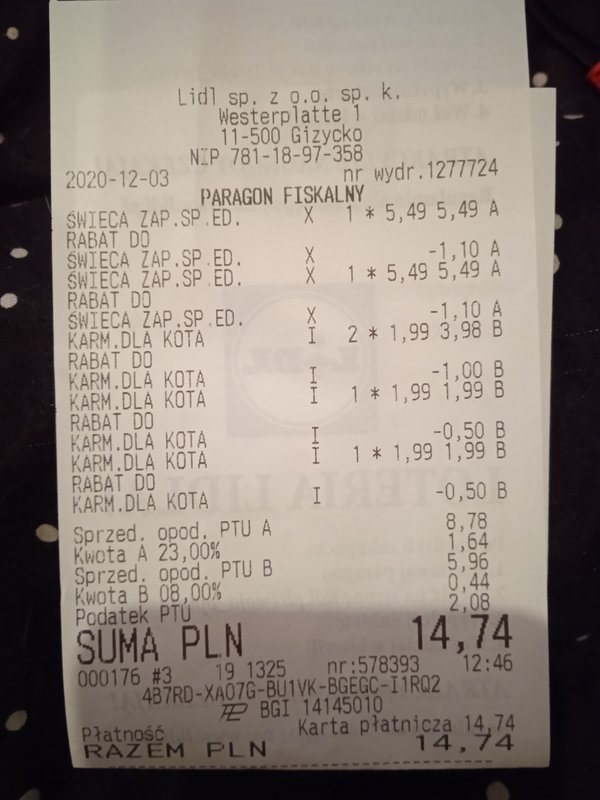 Lidl sp. z o.o. sp. k.
Westerplatte 1
11-500 Gizycko
NIP 781-18-97-358
2020-12-03 nr wydr.1277724
PARAGON FISKALNY
ŚWIECA ZAP.SP.ED. X 1 * 5,49 5,49 A
RABAT DO
ŚWIECA ZAP.SP.ED. X -1,10 A
ŚWIECA ZAP.SP.ED. X 1 * 5,49 5,49 A
RABAT DO
ŚWIECA ZAP.SP.ED. X -1,10 A
KARM.DLA KOTA I 2 * 1,99 3,98 B
RABAT DO
KARM.DLA KOTA I -1,00 B
KARM.DLA KOTA I 1 * 1,99 1,99 B
RABAT DO
KARM.DLA KOTA I -0,50 B
KARM.DLA KOTA I 1 * 1,99 1,99 B
RABAT DO
KARM.DLA KOTA I -0,50 B
Sprzed. opod. PTU A 8,78
Kwota A 23,00% 1,64
Sprzed. opod. PTU B 5,96
Kwota B 08,00% 0,44
Podatek PTU 2,08
SUMA PLN 14,74
000176 #3 19 1325 nr:578393 12:46
4B7RD-XA07G-BU1VK-BGEGC-I1RQ2
BGI 14145010
Płatność Karta płatnicza 14,74
RAZEM PLN 14,74